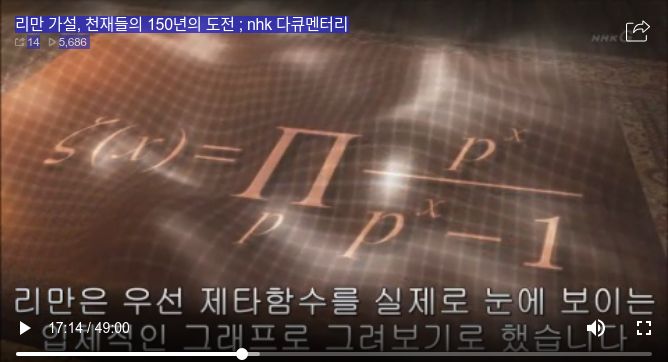 리만 가설, 천재들의 150년의 도전 ; nhk 다큐멘터리
14 5,686
NHK
ζ(x)=∏p p^x/(p^x−1)
리만은 우선 제타함수를 실제로 눈에 보이는
17:14 / 49:00
입체적인 그래프로 그려보기로 했습니다